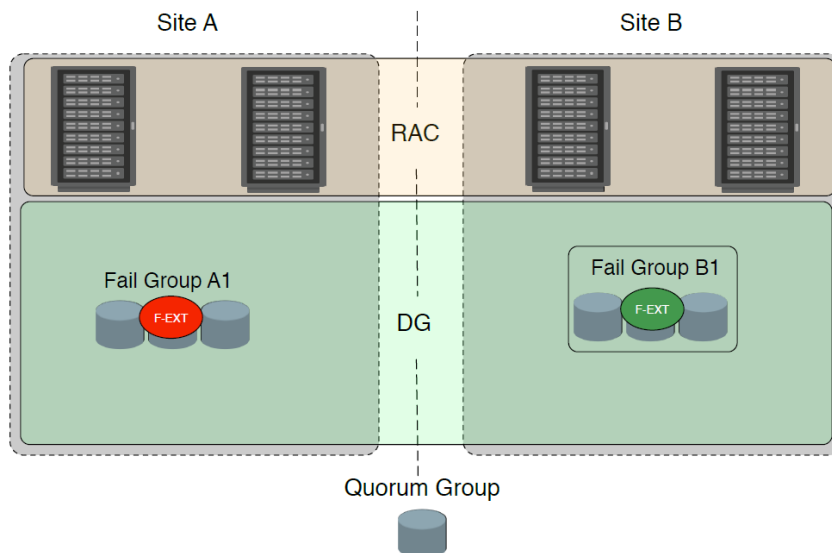 Site A
Site B
RAC
Fail Group A1
Fail Group B1
F-EXT
F-EXT
DG
Quorum Group